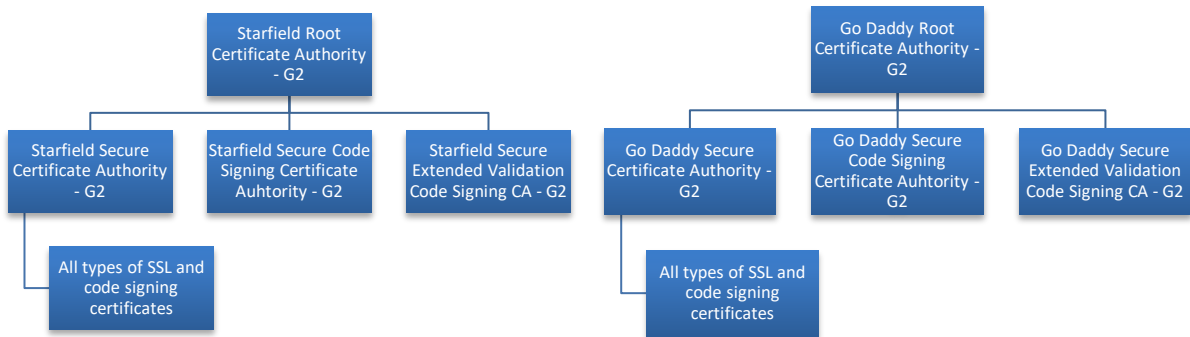 Starfield Root
Certificate Authority
- G2
Starfield Secure
Certificate Authority
- G2
Starfield Secure Code
Signing Certificate
Auhtority - G2
Starfield Secure
Extended Validation
Code Signing CA - G2
All types of SSL and
code signing
certificates
Go Daddy Root
Certificate Authority -
G2
Go Daddy Secure
Certificate Authority -
G2
Go Daddy Secure
Code Signing
Certificate Auhtority -
G2
Go Daddy Secure
Extended Validation
Code Signing CA - G2
All types of SSL and
code signing
certificates